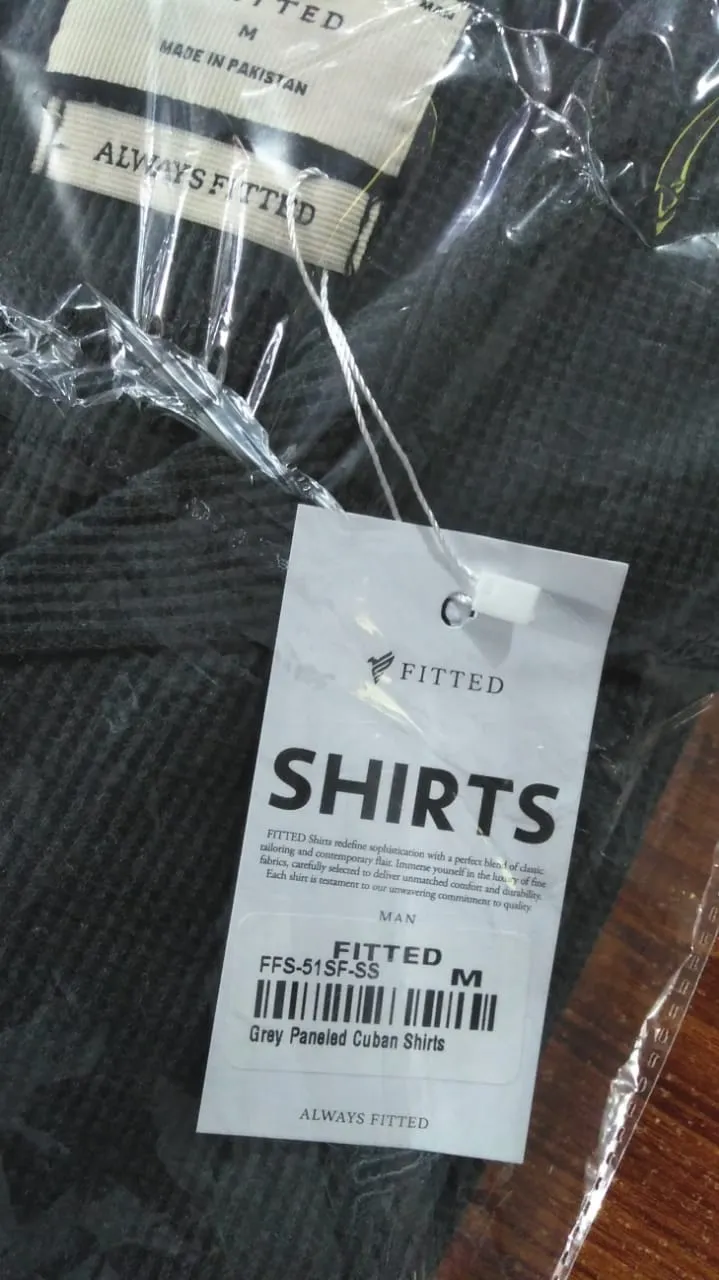 FITTED
MAN
M
MADE IN PAKISTAN
ALWAYS FITTED
FITTED
SHIRTS
FITTED Shirts redefine sophistication with a perfect blend of classic
tailoring and contemporary flair. Immerse yourself in the luxury of fine
fabrics, carefully selected to deliver unmatched comfort and durability.
Each shirt is testament to our unwavering commitment to quality
MAN
FITTED
FFS-51SF-SS
M
Grey Paneled Cuban Shirts
ALWAYS FITTED